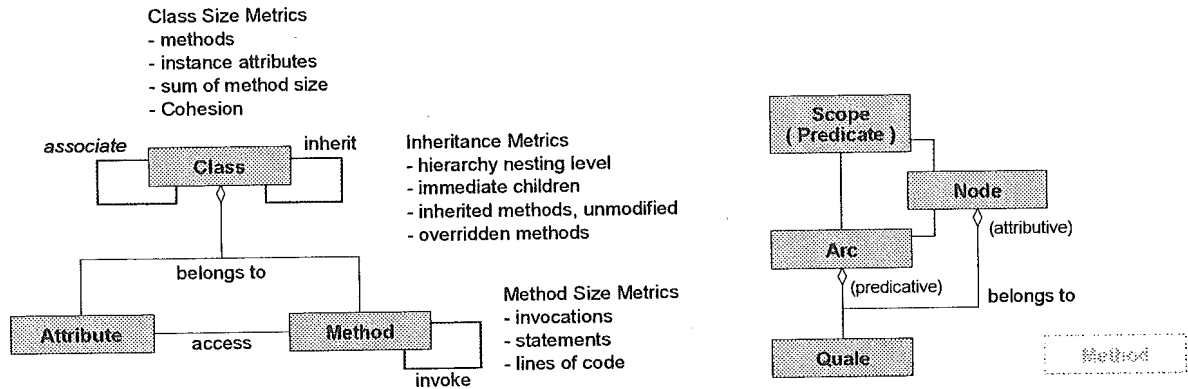 Class Size Metrics
- methods
- instance attributes
- sum of method size
- Cohesion
associate
inherit
Class
Inheritance Metrics
- hierarchy nesting level
- immediate children
- inherited methods, unmodified
- overridden methods
belongs to
Attribute
access
Method
invoke
Method Size Metrics
- invocations
- statements
- lines of code
Scope
( Predicate )
Node
(attributive)
Arc
(predicative)
belongs to
Quale
Method